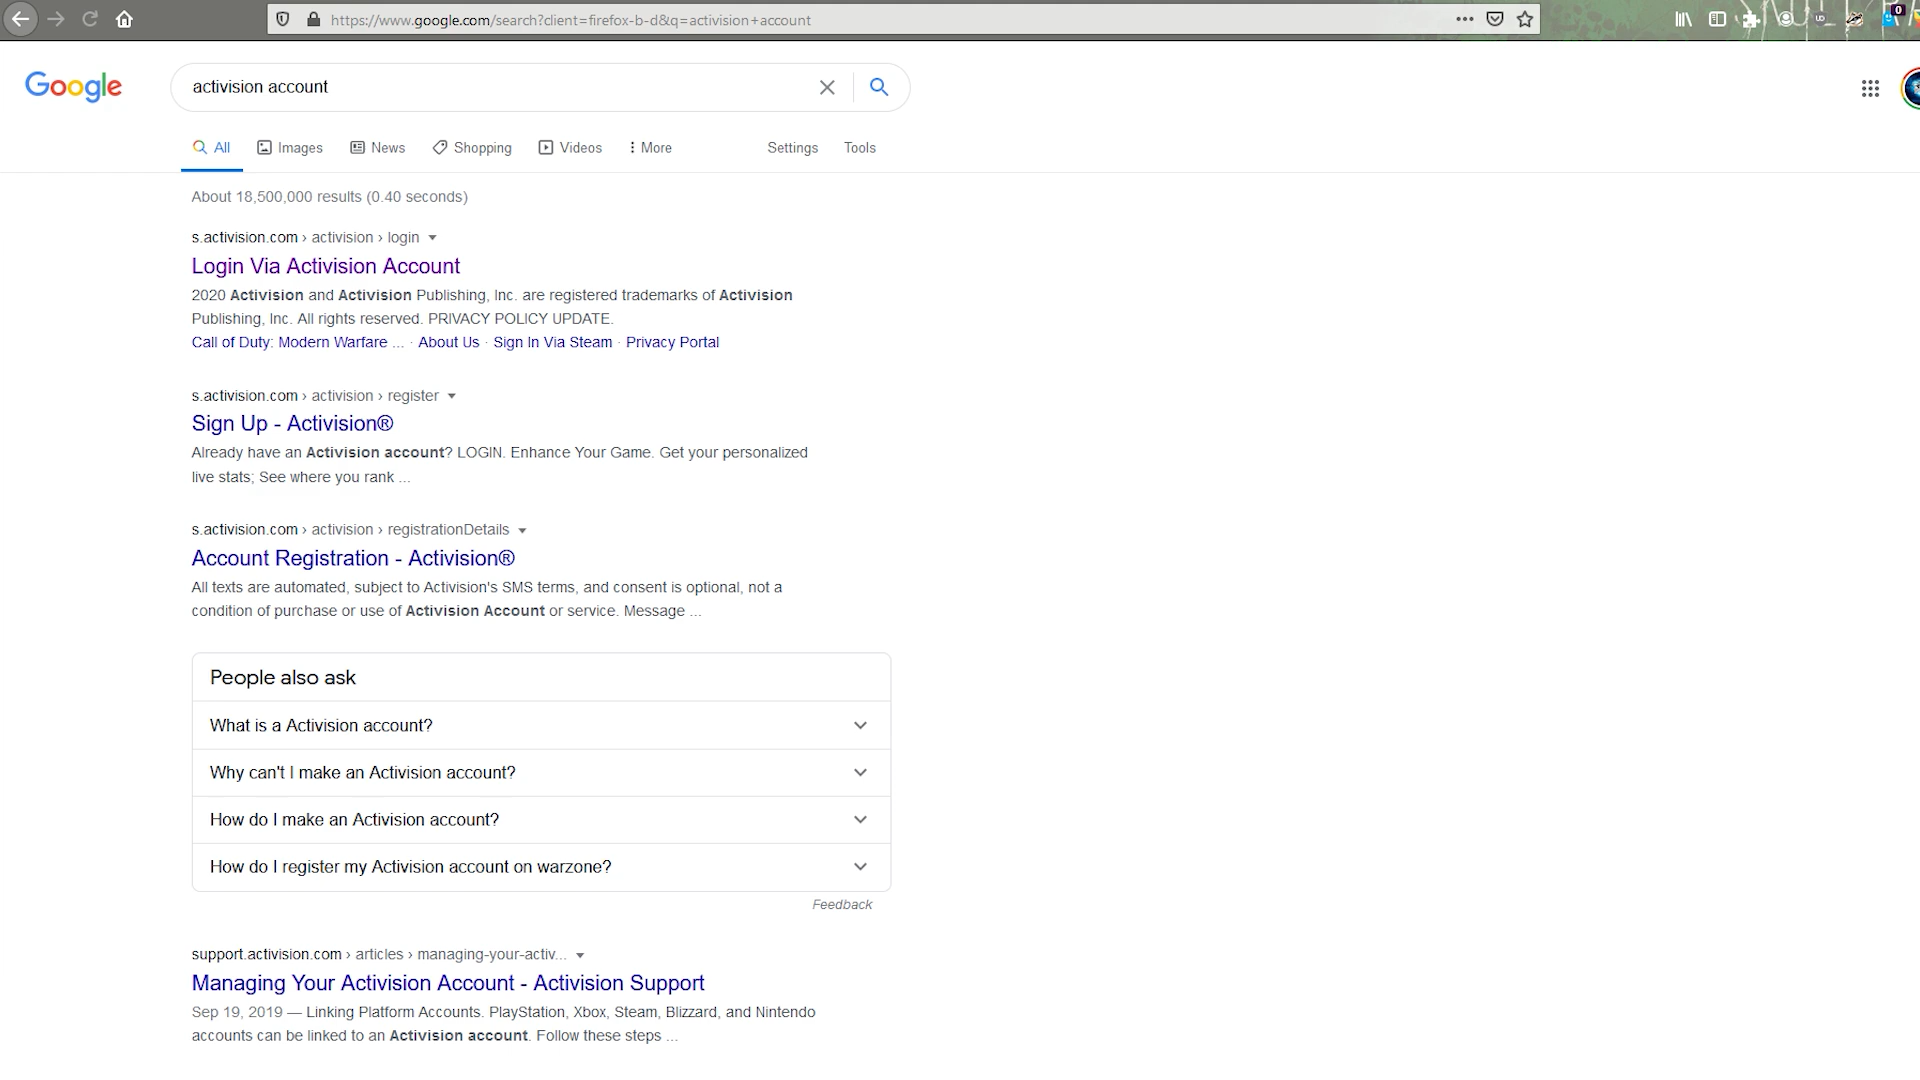 https://www.google.com/search?client=firefox-b-d&q=activision+account
0
Google
activision account
All
Images
News
Shopping
Videos
More
Settings
Tools
About 18,500,000 results (0.40 seconds)
s.activision.com › activision › login
Login Via Activision Account
2020 Activision and Activision Publishing, Inc. are registered trademarks of Activision
Publishing, Inc. All rights reserved. PRIVACY POLICY UPDATE.
Call of Duty: Modern Warfare ... · About Us · Sign In Via Steam · Privacy Portal
s.activision.com › activision › register
Sign Up - Activision®
Already have an Activision account? LOGIN. Enhance Your Game. Get your personalized
live stats; See where you rank ...
s.activision.com › activision › registrationDetails
Account Registration - Activision®
All texts are automated, subject to Activision's SMS terms, and consent is optional, not a
condition of purchase or use of Activision Account or service. Message ...
People also ask
What is a Activision account?
Why can't I make an Activision account?
How do I make an Activision account?
How do I register my Activision account on warzone?
Feedback
support.activision.com › articles › managing-your-activ...
Managing Your Activision Account - Activision Support
Sep 19, 2019 — Linking Platform Accounts. PlayStation, Xbox, Steam, Blizzard, and Nintendo
accounts can be linked to an Activision account. Follow these steps ...